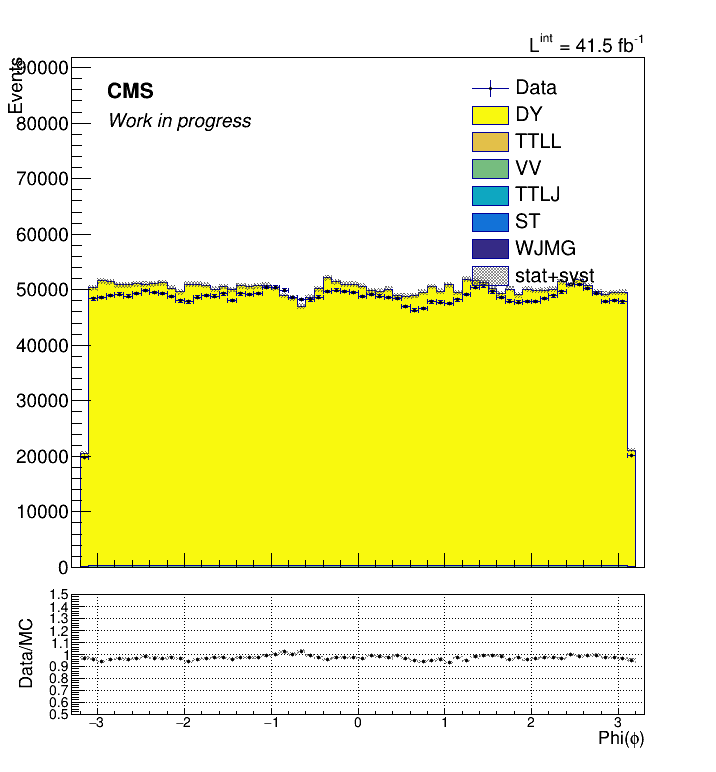 L^int = 41.5 fb^-1
Events
90000
80000
70000
60000
50000
40000
30000
20000
10000
0
CMS
Work in progress
Data
DY
TTLL
VV
TTLJ
ST
WJMG
stat+syst
Data/MC
1.5
1.4
1.3
1.2
1.1
1
0.9
0.8
0.7
0.6
0.5
−3 −2 −1 0 1 2 3
Phi(ϕ)